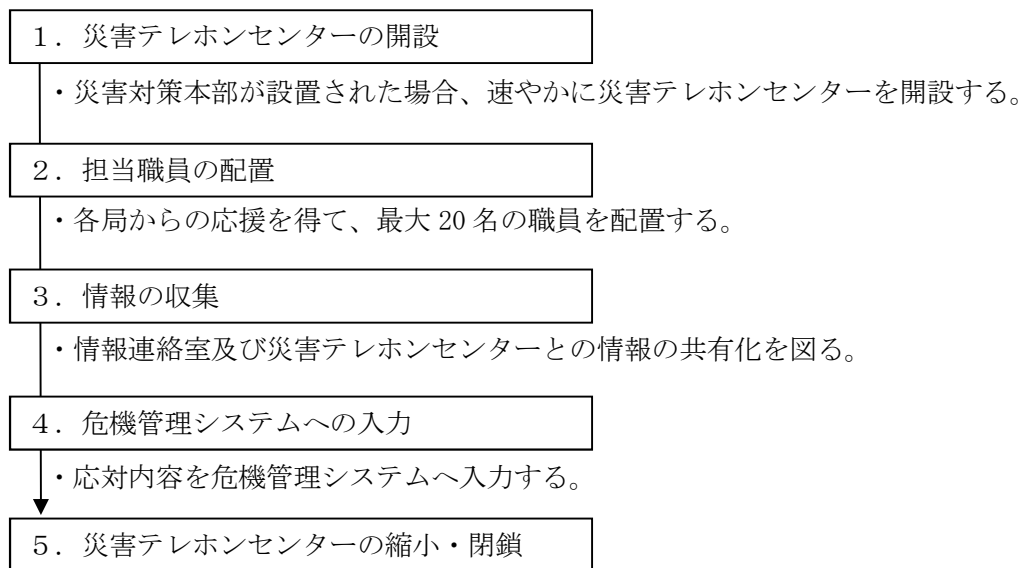 １．災害テレホンセンターの開設
・災害対策本部が設置された場合、速やかに災害テレホンセンターを開設する。
２．担当職員の配置
・各局からの応援を得て、最大 20 名の職員を配置する。
３．情報の収集
・情報連絡室及び災害テレホンセンターとの情報の共有化を図る。
４．危機管理システムへの入力
・応対内容を危機管理システムへ入力する。
５．災害テレホンセンターの縮小・閉鎖